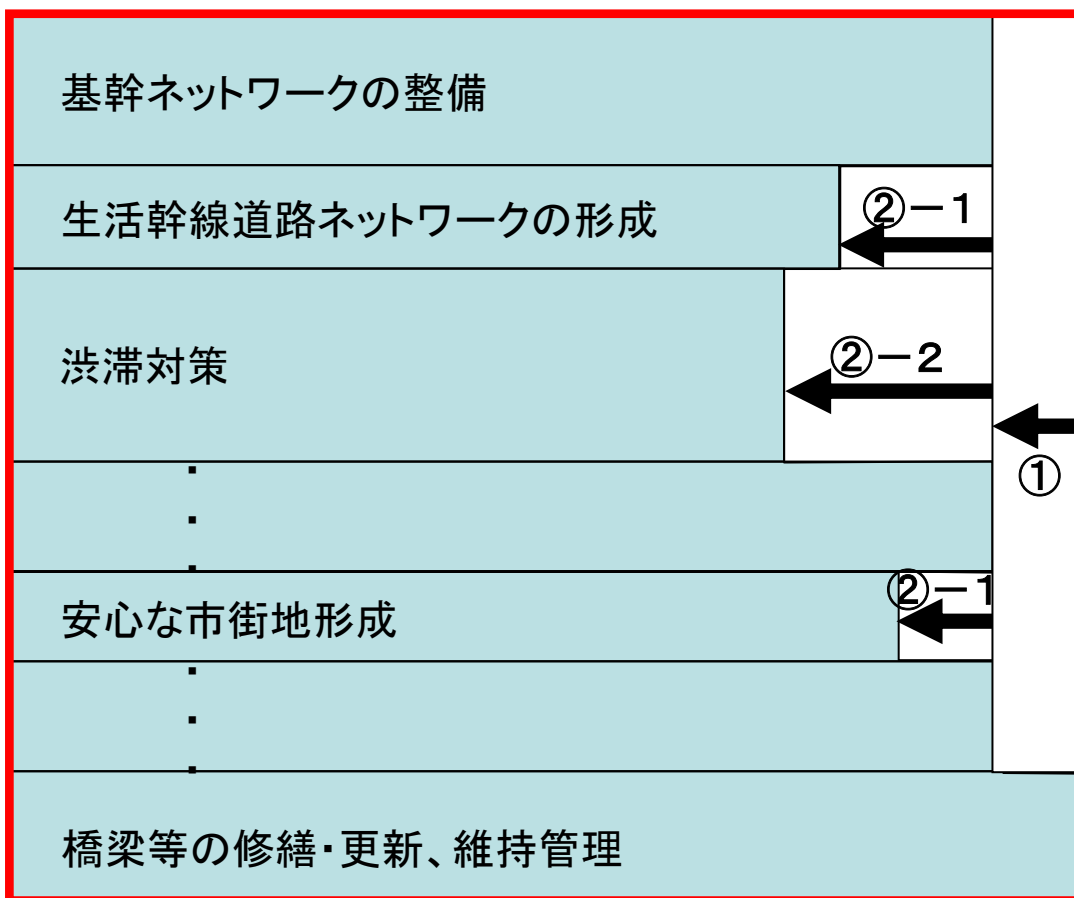 基幹ネットワークの整備
生活幹線道路ネットワークの形成
②－１
渋滞対策
②－２
①
・
・
・
安心な市街地形成
②－１
・
・
・
橋梁等の修繕・更新、維持管理